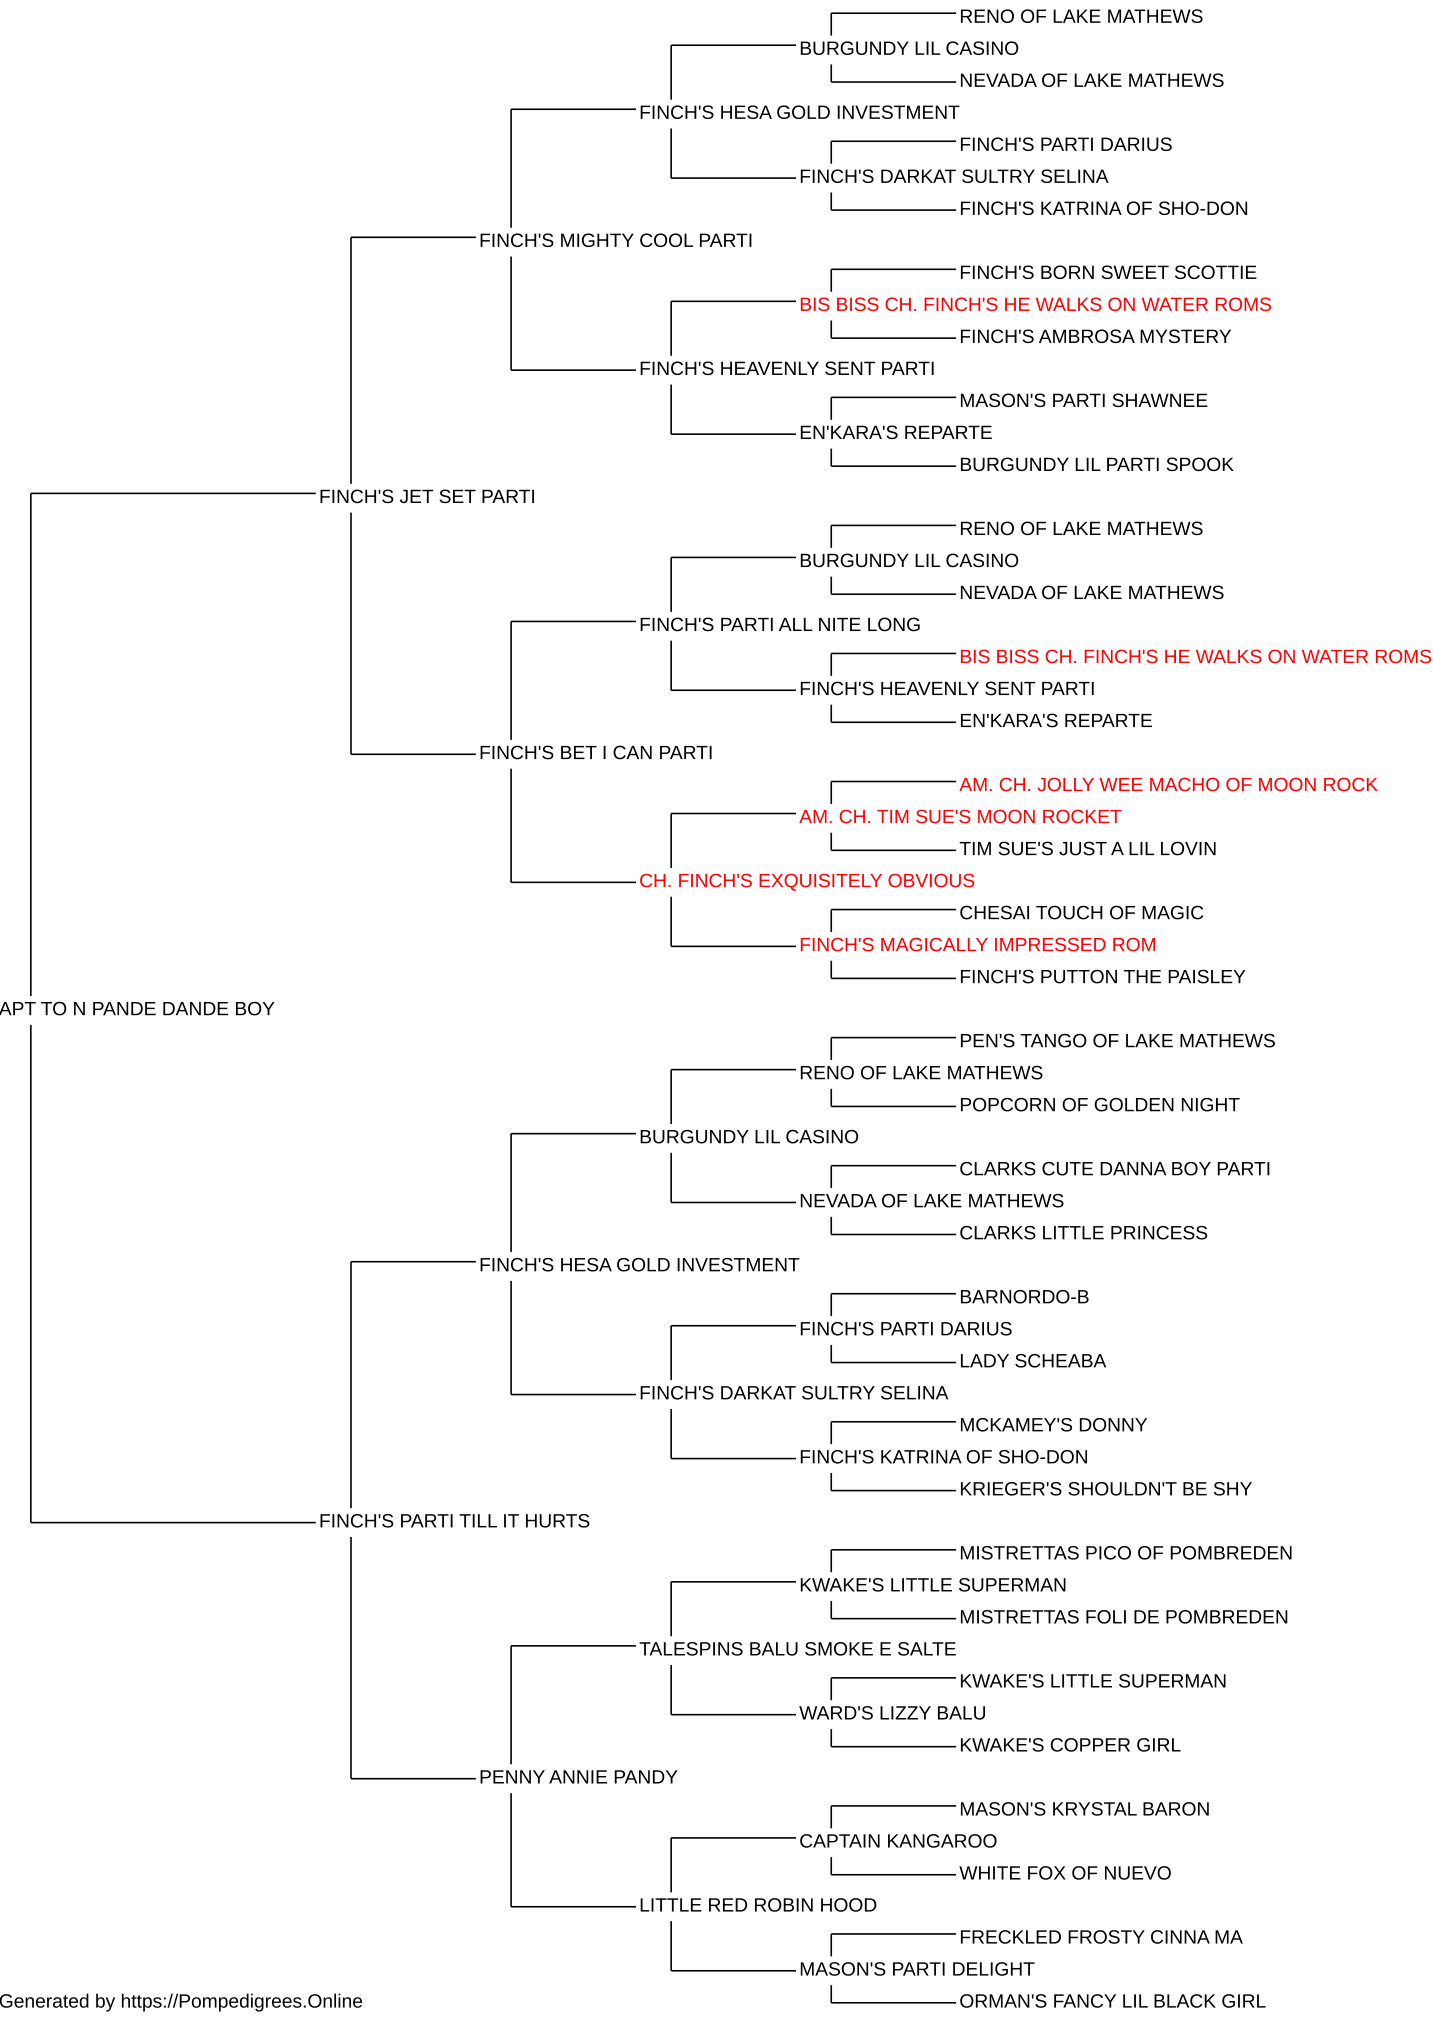 RENO OF LAKE MATHEWS
BURGUNDY LIL CASINO
NEVADA OF LAKE MATHEWS
FINCH'S HESA GOLD INVESTMENT
FINCH'S PARTI DARIUS
FINCH'S DARKAT SULTRY SELINA
FINCH'S KATRINA OF SHO-DON
FINCH'S MIGHTY COOL PARTI
FINCH'S BORN SWEET SCOTTIE
BIS BISS CH. FINCH'S HE WALKS ON WATER ROMS
FINCH'S AMBROSA MYSTERY
FINCH'S HEAVENLY SENT PARTI
MASON'S PARTI SHAWNEE
EN'KARA'S REPARTE
BURGUNDY LIL PARTI SPOOK
FINCH'S JET SET PARTI
RENO OF LAKE MATHEWS
BURGUNDY LIL CASINO
NEVADA OF LAKE MATHEWS
FINCH'S PARTI ALL NITE LONG
BIS BISS CH. FINCH'S HE WALKS ON WATER ROMS
FINCH'S HEAVENLY SENT PARTI
EN'KARA'S REPARTE
FINCH'S BET I CAN PARTI
AM. CH. JOLLY WEE MACHO OF MOON ROCK
AM. CH. TIM SUE'S MOON ROCKET
TIM SUE'S JUST A LIL LOVIN
CH. FINCH'S EXQUISITELY OBVIOUS
CHESAI TOUCH OF MAGIC
FINCH'S MAGICALLY IMPRESSED ROM
FINCH'S PUTTON THE PAISLEY
APT TO N PANDE DANDE BOY
PEN'S TANGO OF LAKE MATHEWS
RENO OF LAKE MATHEWS
POPCORN OF GOLDEN NIGHT
BURGUNDY LIL CASINO
CLARKS CUTE DANNA BOY PARTI
NEVADA OF LAKE MATHEWS
CLARKS LITTLE PRINCESS
FINCH'S HESA GOLD INVESTMENT
BARNORDO-B
FINCH'S PARTI DARIUS
LADY SCHEABA
FINCH'S DARKAT SULTRY SELINA
MCKAMEY'S DONNY
FINCH'S KATRINA OF SHO-DON
KRIEGER'S SHOULDN'T BE SHY
FINCH'S PARTI TILL IT HURTS
MISTRETTAS PICO OF POMBREDEN
KWAKE'S LITTLE SUPERMAN
MISTRETTAS FOLI DE POMBREDEN
TALESPINS BALU SMOKE E SALTE
KWAKE'S LITTLE SUPERMAN
WARD'S LIZZY BALU
KWAKE'S COPPER GIRL
PENNY ANNIE PANDY
MASON'S KRYSTAL BARON
CAPTAIN KANGAROO
WHITE FOX OF NUEVO
LITTLE RED ROBIN HOOD
FRECKLED FROSTY CINNA MA
MASON'S PARTI DELIGHT
ORMAN'S FANCY LIL BLACK GIRL
Generated by https://Pompedigrees.Online